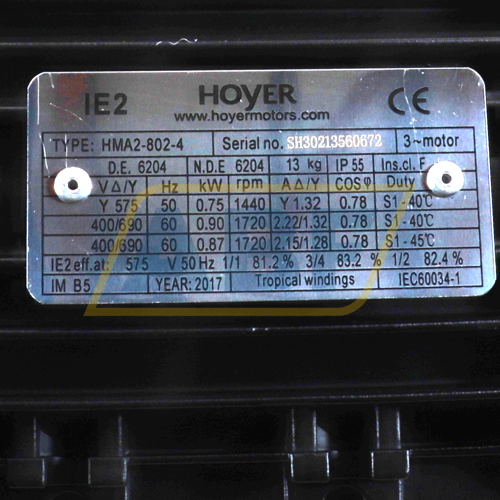 IE2 HOYER CE
www.hoyermotors.com
TYPE: HMA2-802-4 Serial no. SH30213560672 3~motor
D.E. 6204 N.D.E 6204 13 kg IP 55 Ins.cl. F
V Δ/Y Hz kW rpm A Δ/Y COSφ Duty
Y 575 50 0.75 1440 Y 1.32 0.78 S1 - 40℃
400/690 60 0.90 1720 2.22/1.32 0.78 S1 - 40℃
400/690 60 0.87 1720 2.15/1.28 0.78 S1 - 45℃
IE2 eff.at: 575 V 50 Hz 1/1 81.2 % 3/4 83.2 % 1/2 82.4 %
IM B5 YEAR: 2017 Tropical windings IEC60034-1